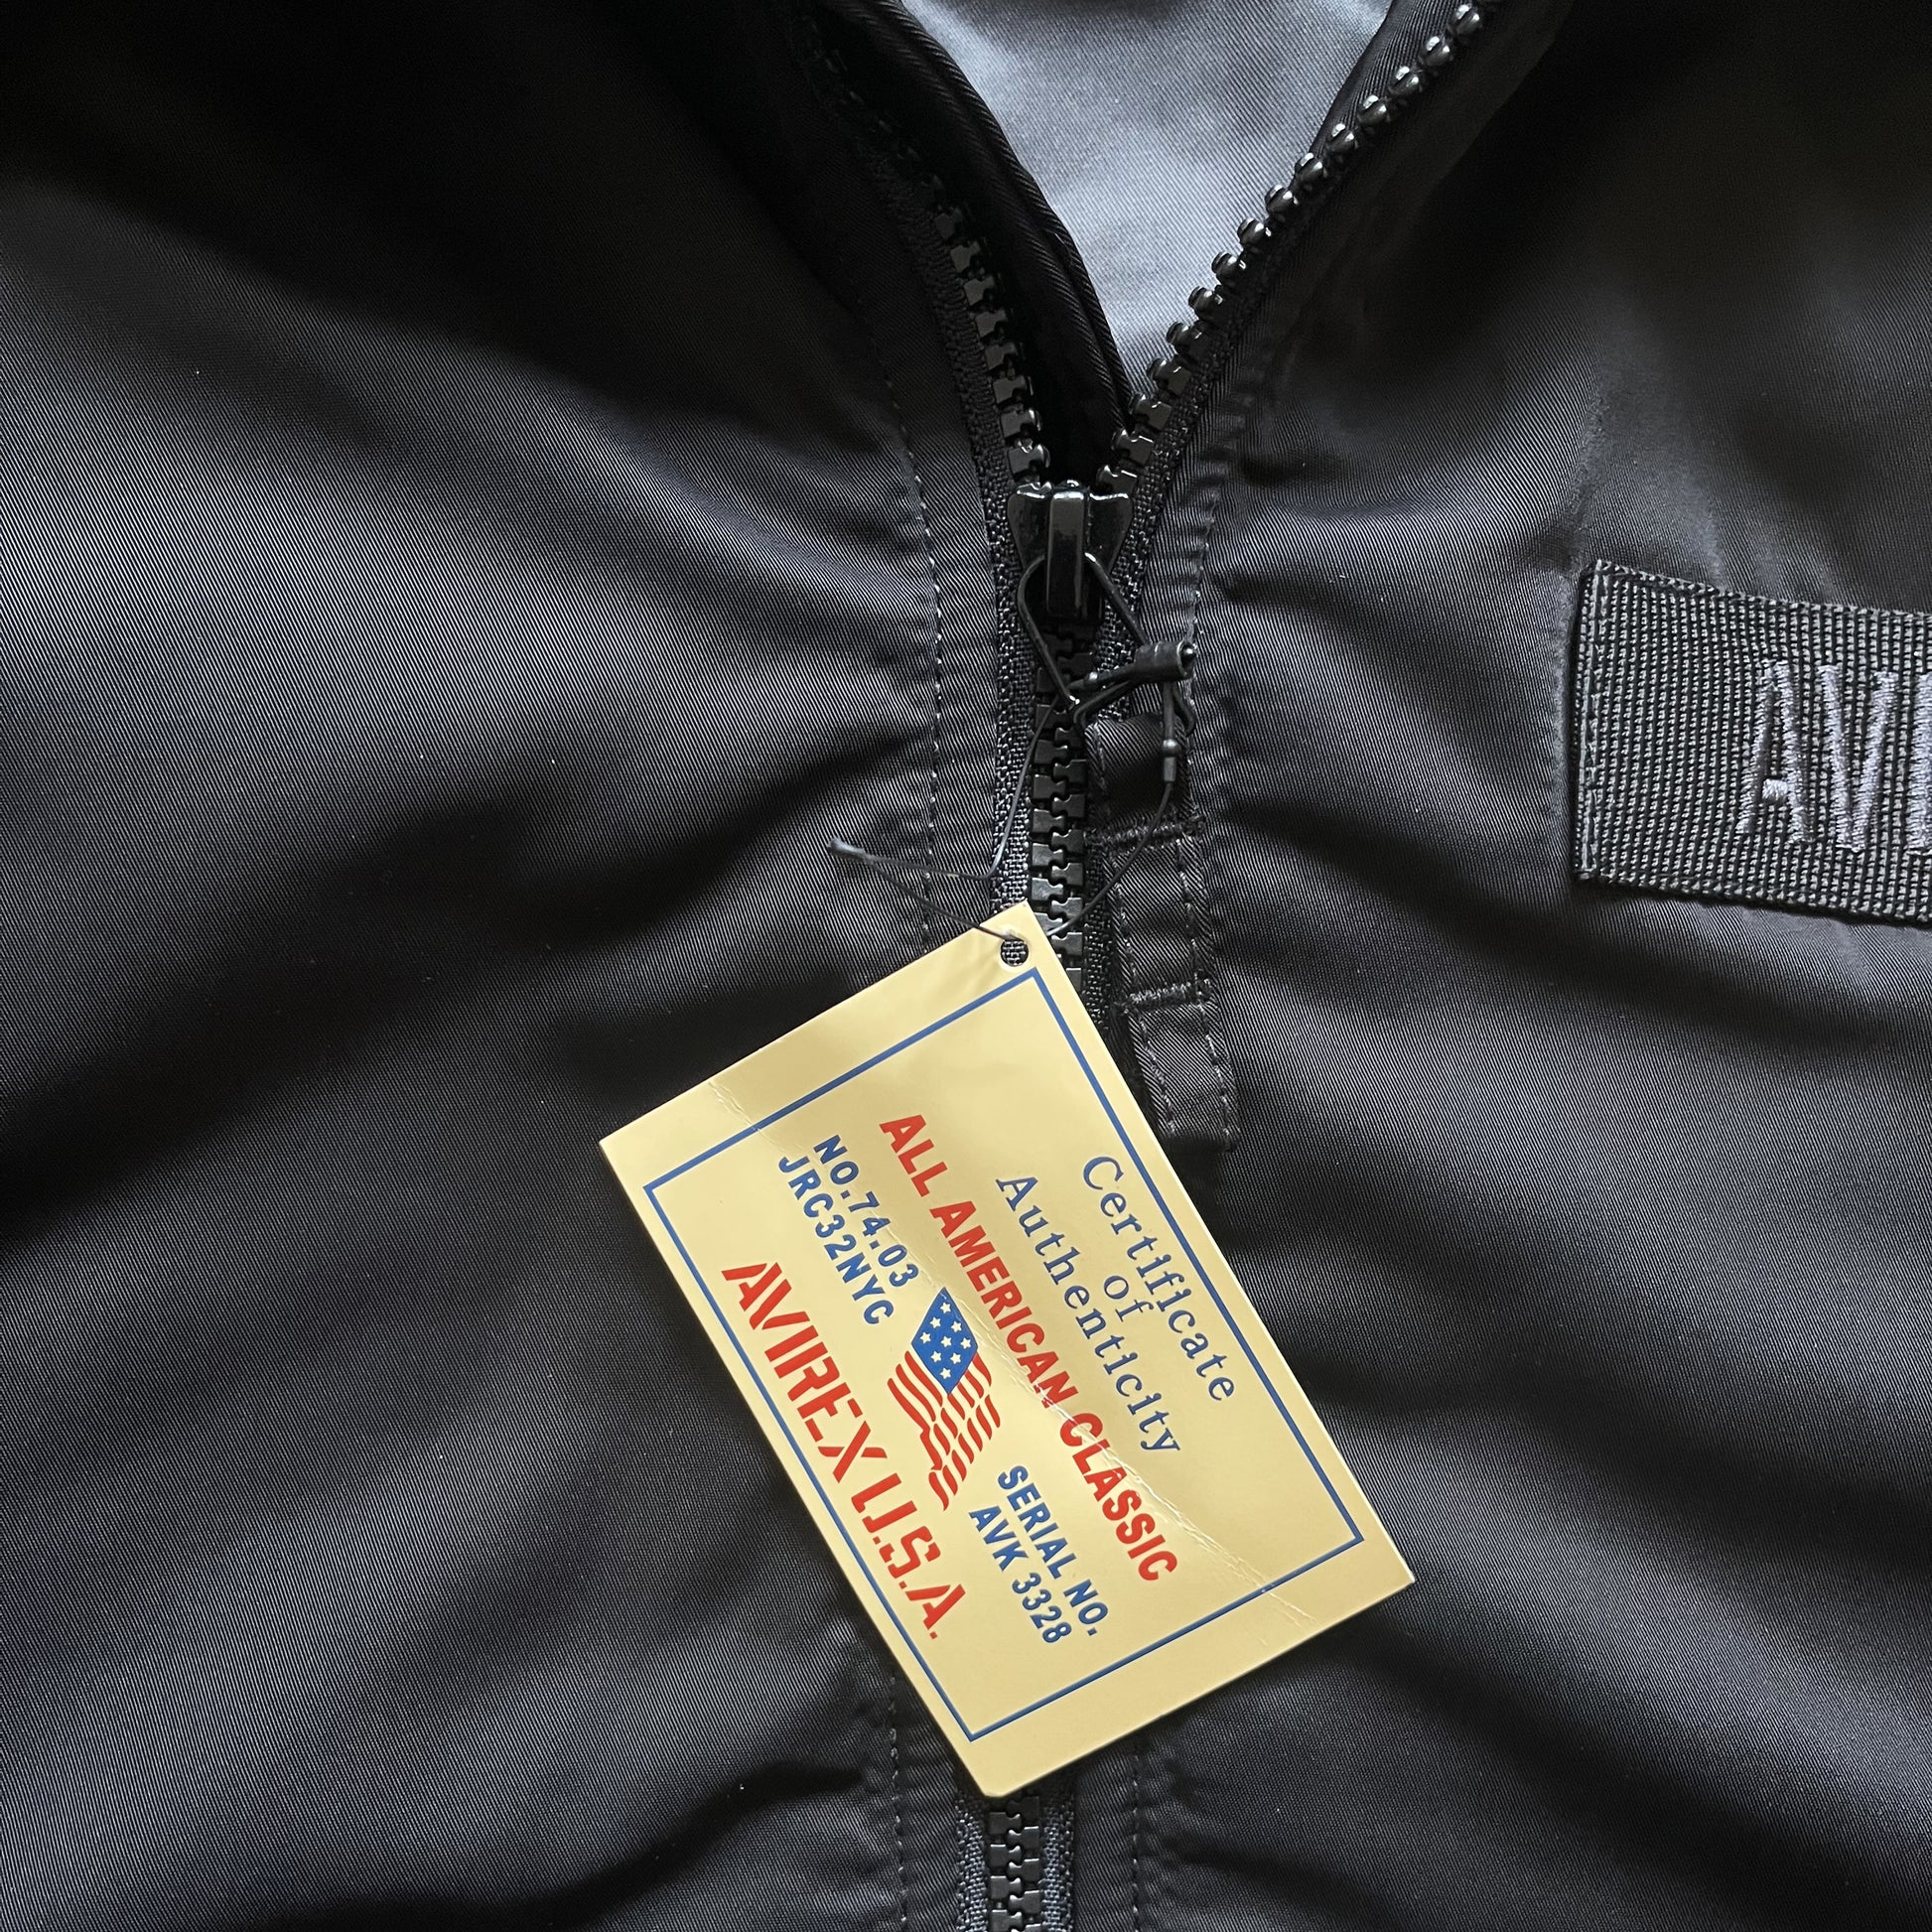 Certificate
of
Authenticity
ALL AMERICAN CLASSIC
NO.74.03
JRC32NYC
SERIAL NO.
AVK 3328
AVIREX U.S.A.